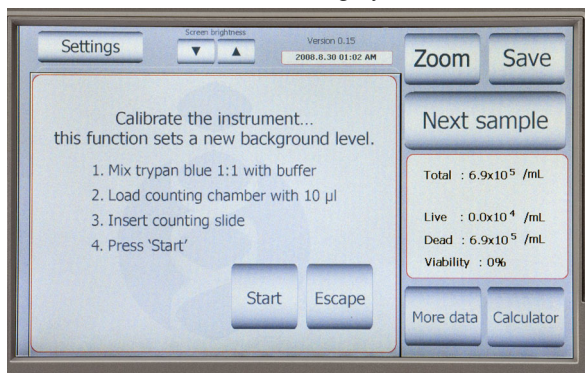 Settings
Screen brightness
▼ ▲
Version 0.15
2008.8.30 01:02 AM
Zoom
Save
Calibrate the instrument...
this function sets a new background level.
1. Mix trypan blue 1:1 with buffer
2. Load counting chamber with 10 µl
3. Insert counting slide
4. Press ‘Start’
Start
Escape
Next sample
Total : 6.9x10⁵ /mL
Live : 0.0x10⁴ /mL
Dead : 6.9x10⁵ /mL
Viability : 0%
More data
Calculator